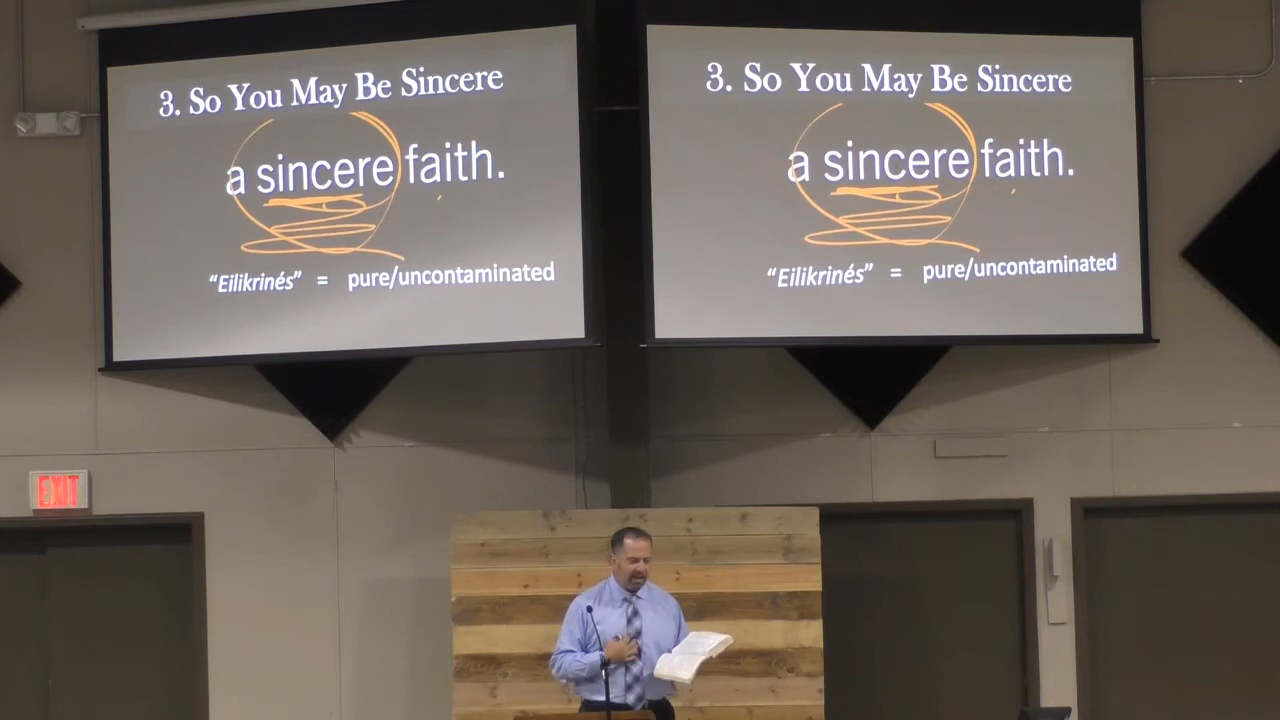 3. So You May Be Sincere
a sincere faith.
“Eilikrinés” = pure/uncontaminated
3. So You May Be Sincere
a sincere faith.
“Eilikrinés” = pure/uncontaminated
EXIT